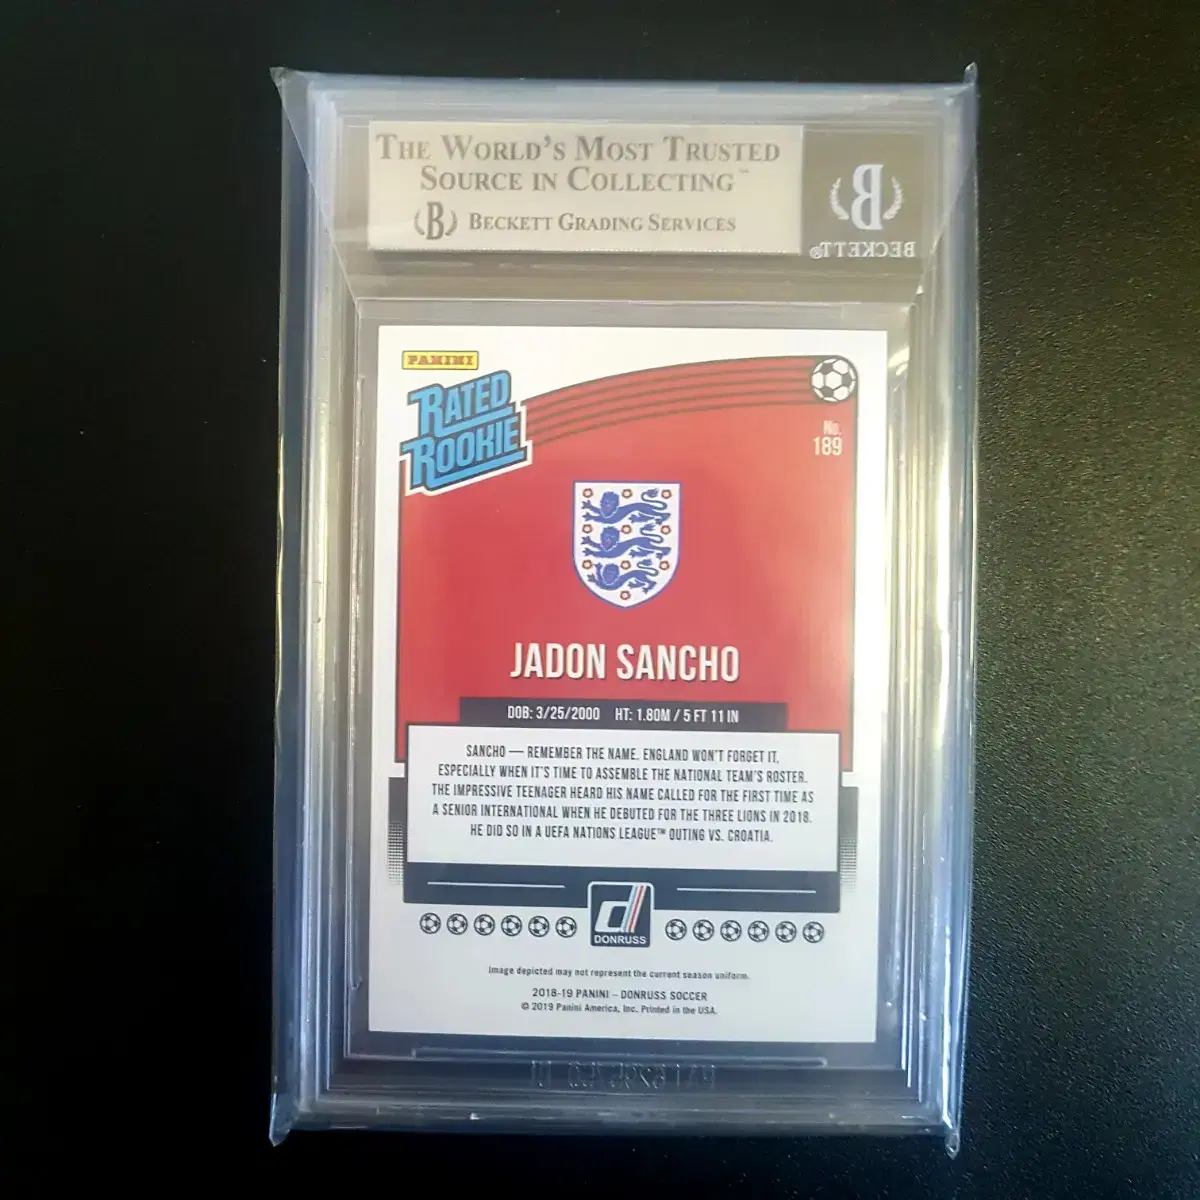 THE WORLD'S MOST TRUSTED
SOURCE IN COLLECTING™
B BECKETT GRADING SERVICES
B
BECKETT®
PANINI
RATED
ROOKIE
No.
189
JADON SANCHO
DOB: 3/25/2000 HT: 1.80M / 5 FT 11 IN
SANCHO — REMEMBER THE NAME. ENGLAND WON'T FORGET IT,
ESPECIALLY WHEN IT'S TIME TO ASSEMBLE THE NATIONAL TEAM'S ROSTER.
THE IMPRESSIVE TEENAGER HEARD HIS NAME CALLED FOR THE FIRST TIME AS
A SENIOR INTERNATIONAL WHEN HE DEBUTED FOR THE THREE LIONS IN 2018.
HE DID SO IN A UEFA NATIONS LEAGUE™ OUTING VS. CROATIA.
d
DONRUSS
Image depicted may not represent the current season uniform.
2018-19 PANINI – DONRUSS SOCCER
© 2019 Panini America, Inc. Printed in the USA.